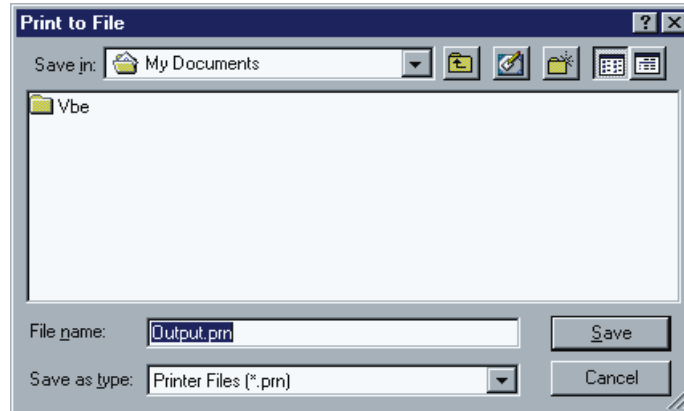 Print to File
Save in: My Documents
Vbe
File name: Output.prn Save
Save as type: Printer Files (*.prn) Cancel